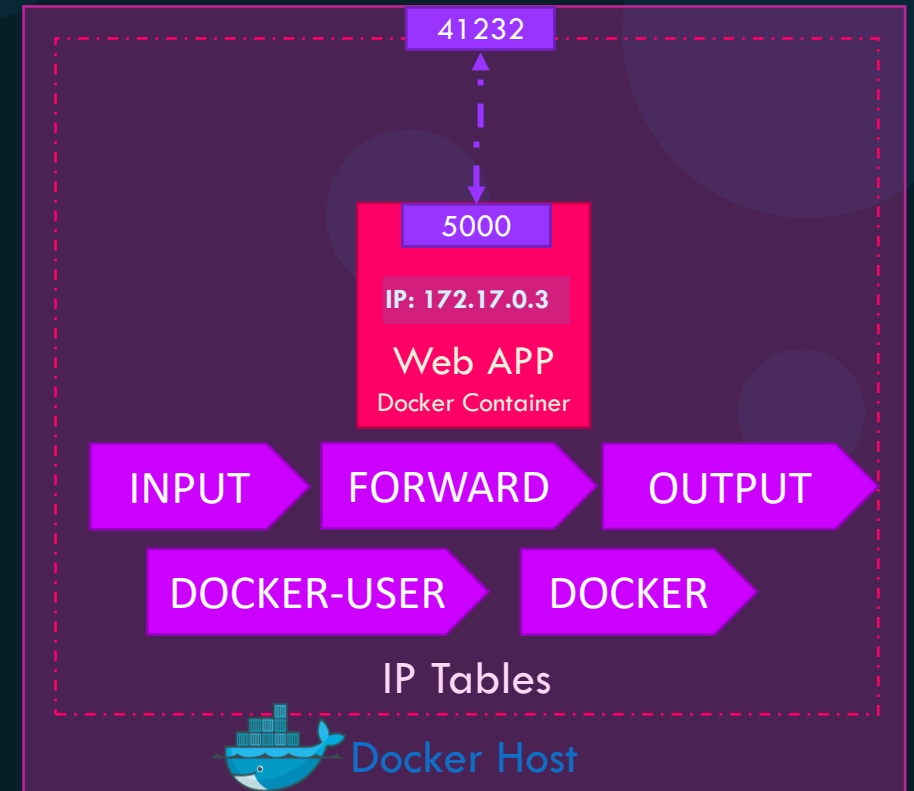 41232
5000
IP: 172.17.0.3
Web APP
Docker Container
INPUT
FORWARD
OUTPUT
DOCKER-USER
DOCKER
IP Tables
Docker Host